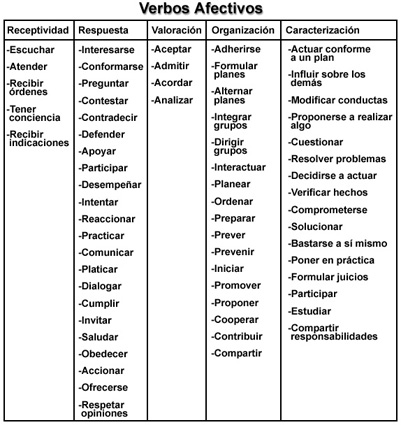 Verbos Afectivos
Receptividad
-Escuchar
-Atender
-Recibir
órdenes
-Tener
conciencia
-Recibir
indicaciones
Respuesta
-Interesarse
-Conformarse
-Preguntar
-Contestar
-Contradecir
-Defender
-Apoyar
-Participar
-Desempeñar
-Intentar
-Reaccionar
-Practicar
-Comunicar
-Platicar
-Dialogar
-Cumplir
-Invitar
-Saludar
-Obedecer
-Accionar
-Ofrecerse
-Respetar
opiniones
Valoración
-Aceptar
-Admitir
-Acordar
-Analizar
Organización
-Adherirse
-Formular
planes
-Alternar
planes
-Integrar
grupos
-Dirigir
grupos
-Interactuar
-Planear
-Ordenar
-Preparar
-Prever
-Prevenir
-Iniciar
-Promover
-Proponer
-Cooperar
-Contribuir
-Compartir
Caracterización
-Actuar conforme
a un plan
-Influir sobre los
demás
-Modificar conductas
-Proponerse a realizar
algo
-Cuestionar
-Resolver problemas
-Decidirse a actuar
-Verificar hechos
-Comprometerse
-Solucionar
-Bastarse a sí mismo
-Poner en práctica
-Formular juicios
-Participar
-Estudiar
-Compartir
responsabilidades